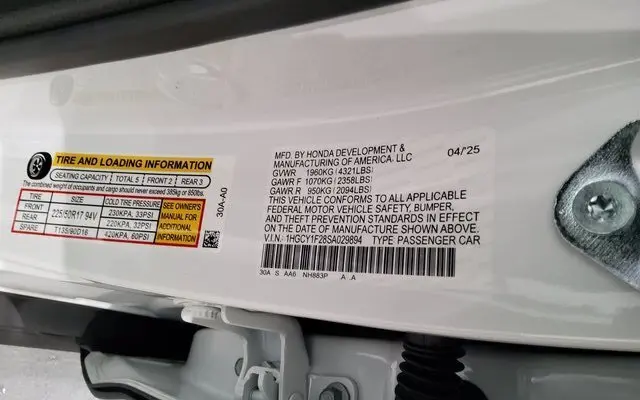 TIRE AND LOADING INFORMATION
SEATING CAPACITY TOTAL 5 FRONT 2 REAR 3
The combined weight of occupants and cargo should never exceed 385kg or 850lbs.
TIRE SIZE COLD TIRE PRESSURE
FRONT 225/50R17 94V 230KPA, 33PSI
REAR 220KPA, 32PSI
SPARE T135/80D16 420KPA, 60PSI
SEE OWNER'S
MANUAL FOR
ADDITIONAL
INFORMATION
30A-A0
MFD. BY HONDA DEVELOPMENT &
MANUFACTURING OF AMERICA, LLC 04/'25
GVWR 1960KG(4321LBS)
GAWR F 1070KG(2358LBS)
GAWR R 950KG(2094LBS)
THIS VEHICLE CONFORMS TO ALL APPLICABLE
FEDERAL MOTOR VEHICLE SAFETY, BUMPER,
AND THEFT PREVENTION STANDARDS IN EFFECT
ON THE DATE OF MANUFACTURE SHOWN ABOVE.
V.I.N.: 1HGCY1F28SA029894 TYPE: PASSENGER CAR
30A S AA6 NH883P A .A